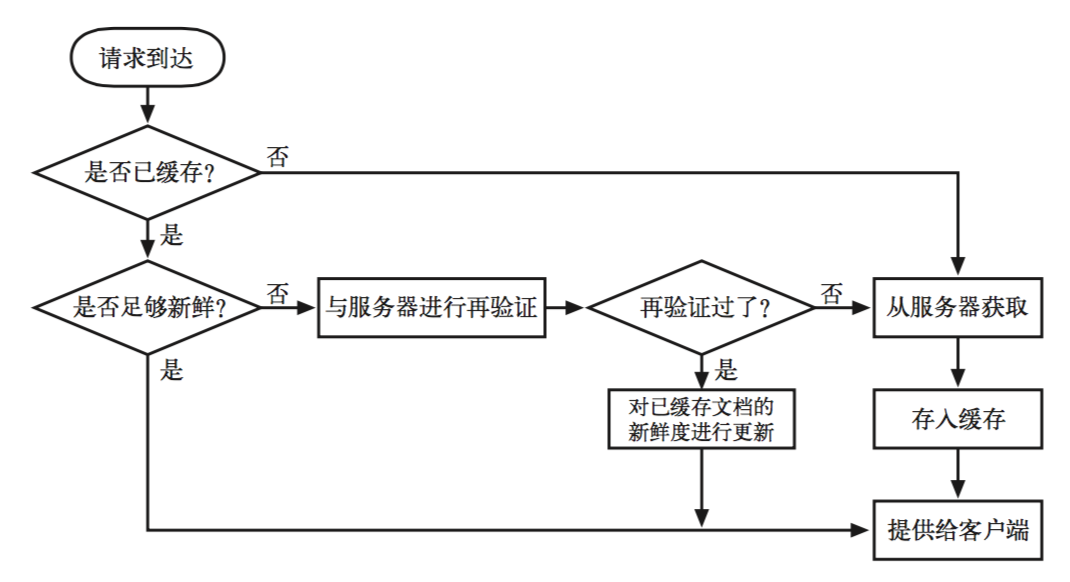 请求到达
是否已缓存?
否
是
是否足够新鲜?
否
与服务器进行再验证
再验证过了?
否
从服务器获取
是
是
对已缓存文档的
新鲜度进行更新
存入缓存
提供给客户端